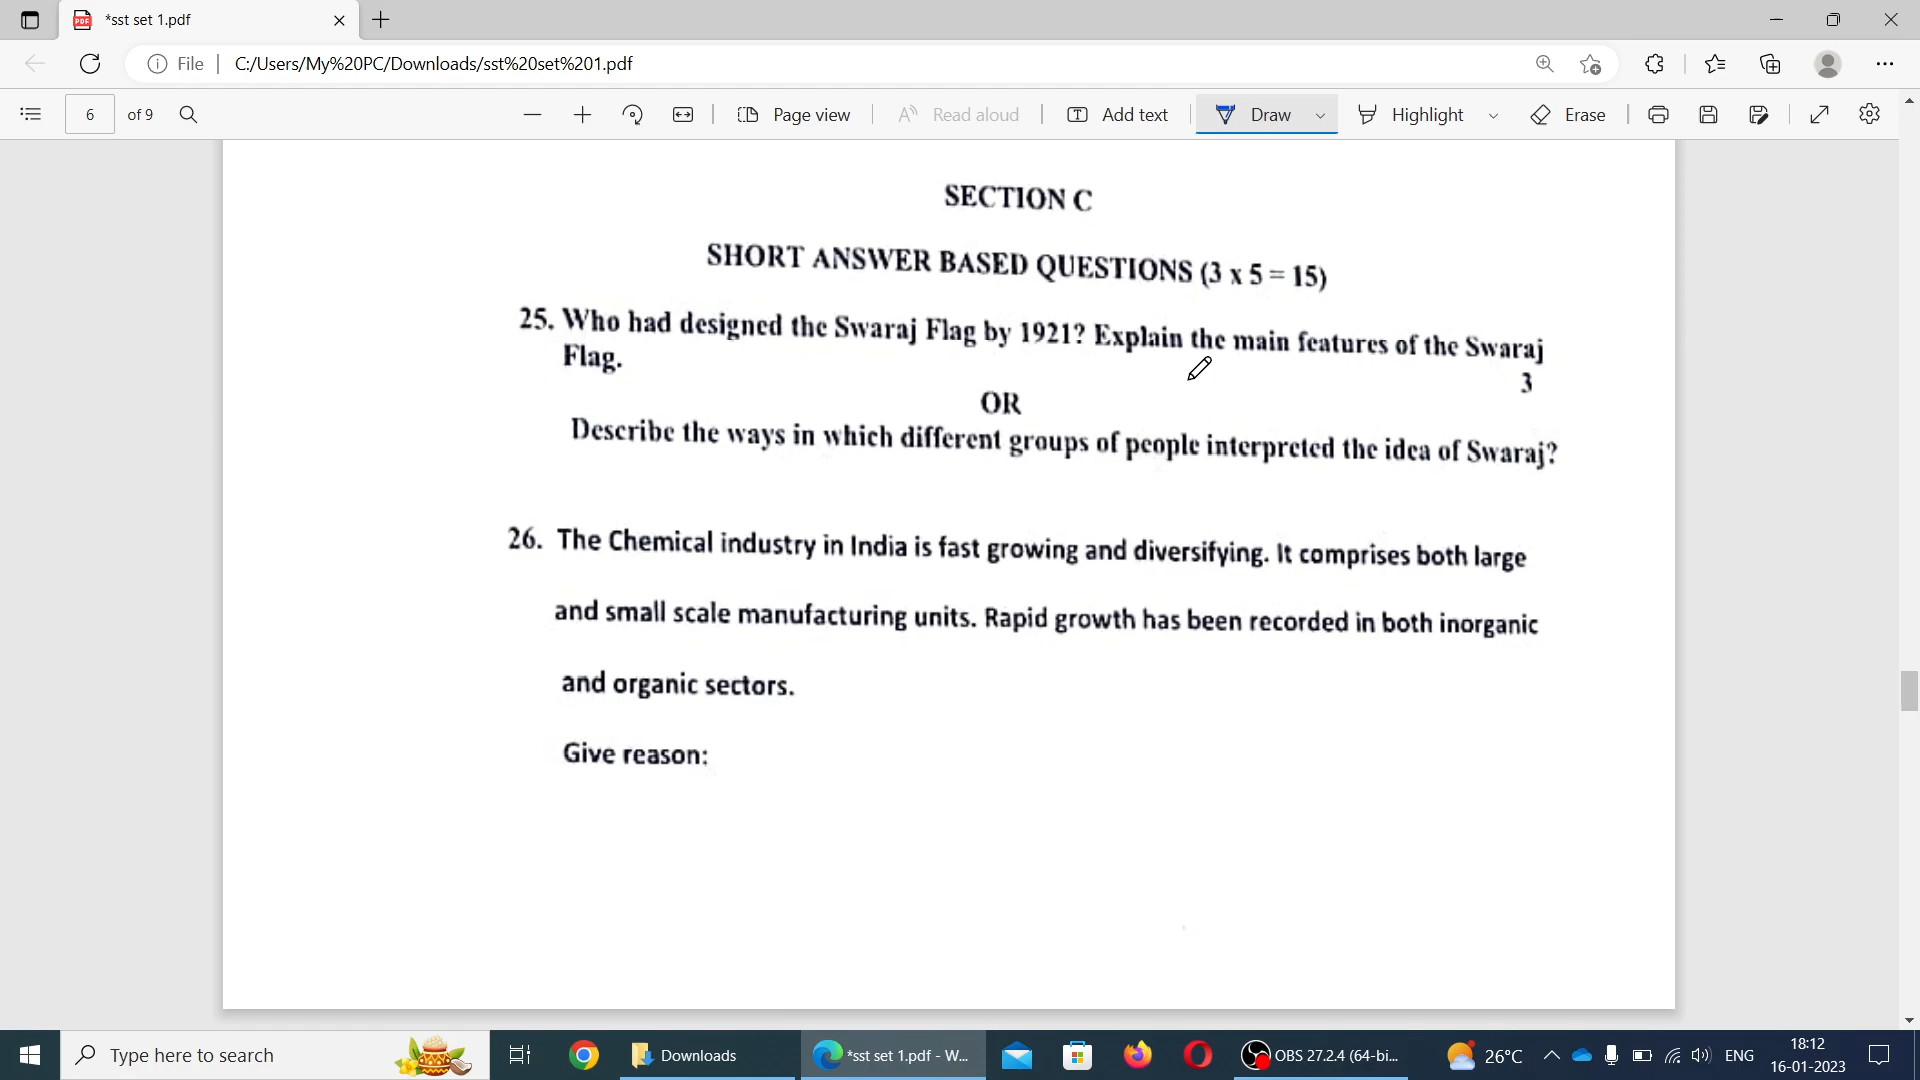 *sst set 1.pdf
File
C:/Users/My%20PC/Downloads/sst%20set%201.pdf
6 of 9
Page view
Read aloud
Add text
Draw
Highlight
Erase
SECTION C
SHORT ANSWER BASED QUESTIONS (3 x 5 = 15)
25. Who had designed the Swaraj Flag by 1921? Explain the main features of the Swaraj
Flag.
3
OR
Describe the ways in which different groups of people interpreted the idea of Swaraj?
26. The Chemical industry in India is fast growing and diversifying. It comprises both large
and small scale manufacturing units. Rapid growth has been recorded in both inorganic
and organic sectors.
Give reason:
Type here to search
Downloads
*sst set 1.pdf - W...
OBS 27.2.4 (64-bi...
26°C
ENG
18:12
16-01-2023